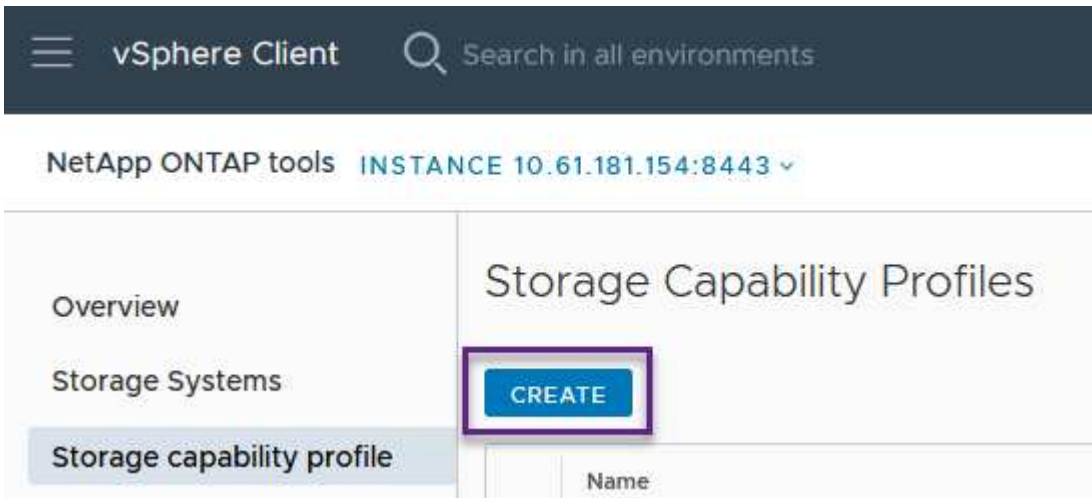 vSphere Client Search in all environments
NetApp ONTAP tools INSTANCE 10.61.181.154:8443
Overview
Storage Systems
Storage capability profile
Storage Capability Profiles
CREATE
Name